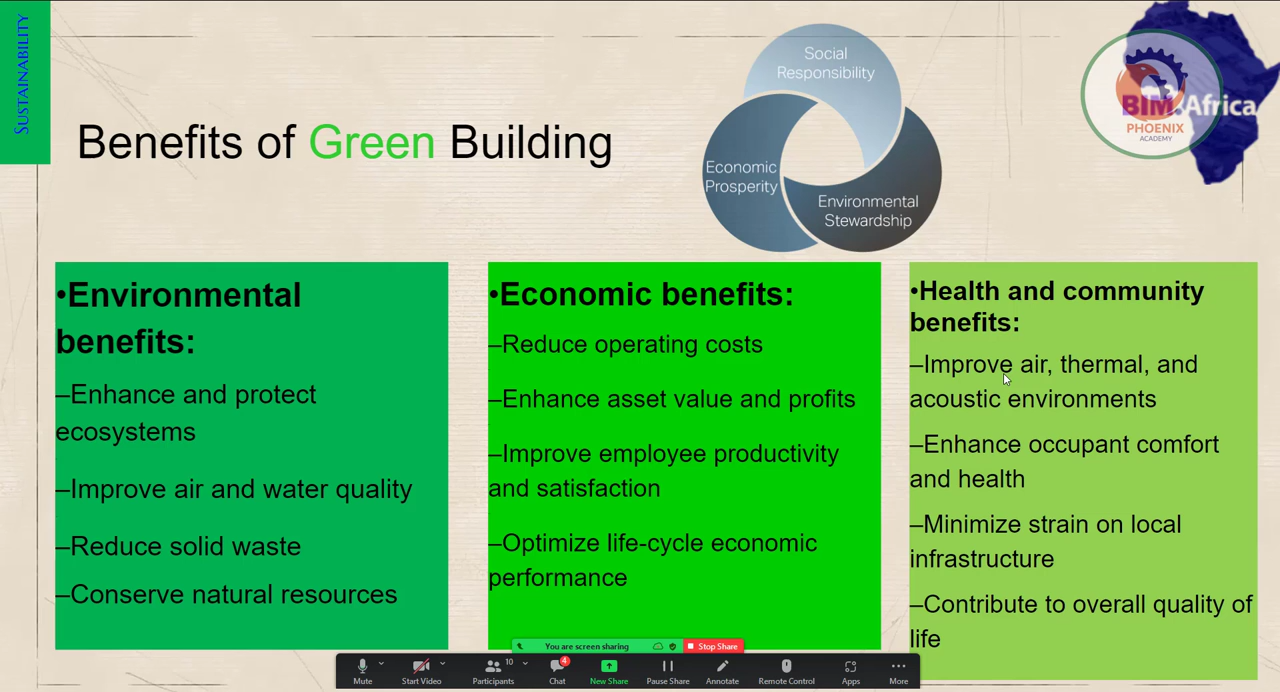 SUSTAINABILITY
Benefits of Green Building
Social
Responsibility
Economic
Prosperity
Environmental
Stewardship
BIM Africa
PHOENIX
ACADEMY
•Environmental
benefits:
–Enhance and protect
ecosystems
–Improve air and water quality
–Reduce solid waste
–Conserve natural resources
•Economic benefits:
–Reduce operating costs
–Enhance asset value and profits
–Improve employee productivity
and satisfaction
–Optimize life-cycle economic
performance
•Health and community
benefits:
–Improve air, thermal, and
acoustic environments
–Enhance occupant comfort
and health
–Minimize strain on local
infrastructure
–Contribute to overall quality of
life
You are screen sharing
Stop Share
Mute
Start Video
Participants
10
Chat
4
New Share
Pause Share
Annotate
Remote Control
Apps
More